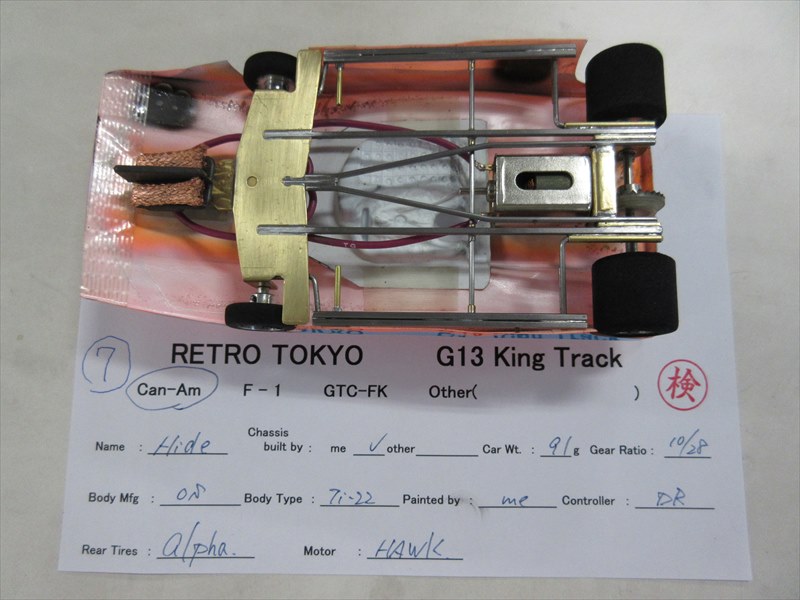 7 RETRO TOKYO G13 King Track
Can-Am F-1 GTC-FK Other( ) 検
Name : Hide Chassis built by : me ✓ other Car Wt. : 91 g Gear Ratio : 10/28
Body Mfg : OS Body Type : Ti-22 Painted by : me Controller : DR
Rear Tires : alpha. Motor : HAWK.